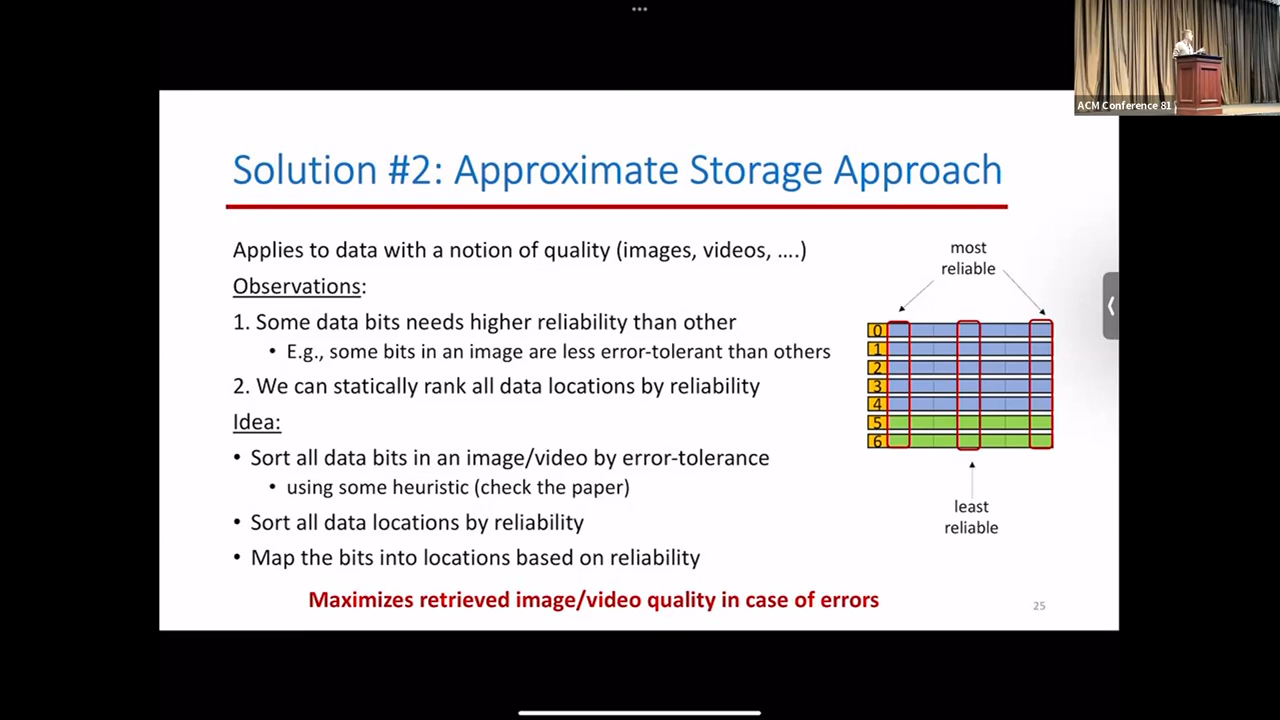 ACM Conference 81
Solution #2: Approximate Storage Approach
Applies to data with a notion of quality (images, videos, ....)
Observations:
1. Some data bits needs higher reliability than other
• E.g., some bits in an image are less error-tolerant than others
2. We can statically rank all data locations by reliability
Idea:
• Sort all data bits in an image/video by error-tolerance
• using some heuristic (check the paper)
• Sort all data locations by reliability
• Map the bits into locations based on reliability
Maximizes retrieved image/video quality in case of errors
most
reliable
0
1
2
3
4
5
6
least
reliable
25